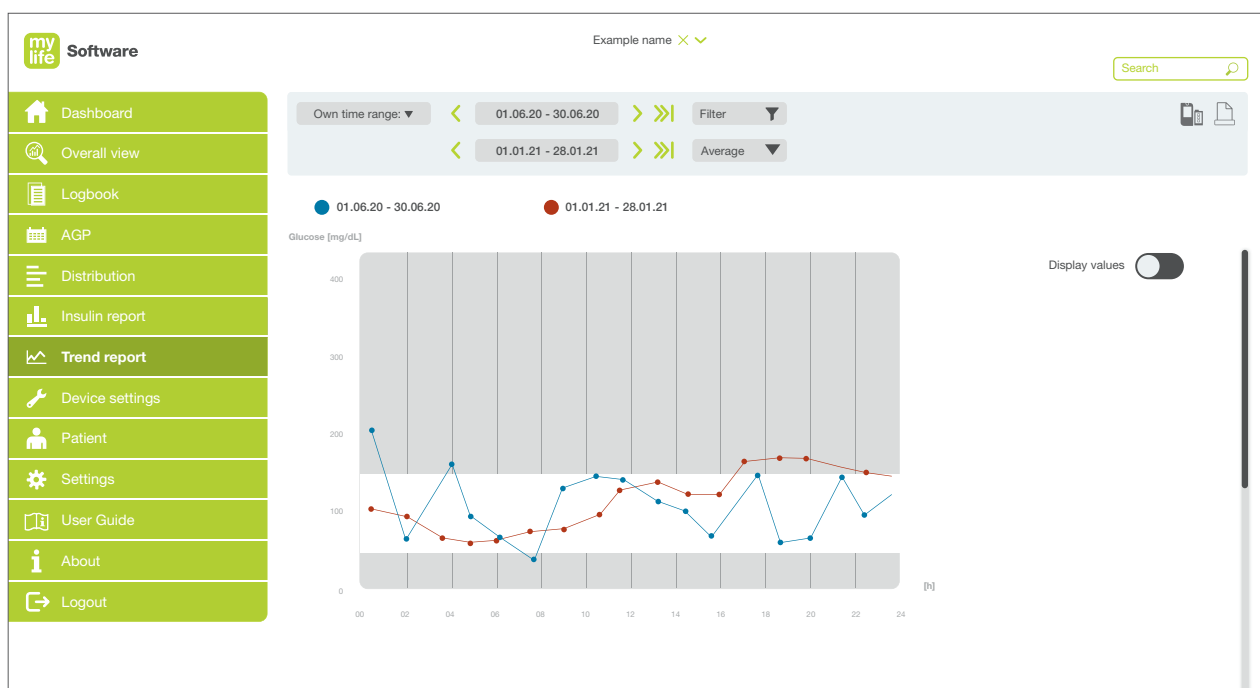 my
life
Software
Example name
Search
Dashboard
Overall view
Logbook
AGP
Distribution
Insulin report
Trend report
Device settings
Patient
Settings
User Guide
About
Logout
Own time range:
01.06.20 - 30.06.20
Filter
01.01.21 - 28.01.21
Average
01.06.20 - 30.06.20
01.01.21 - 28.01.21
Glucose [mg/dL]
Display values
400
300
200
100
0
[h]
00 02 04 06 08 10 12 14 16 18 20 22 24